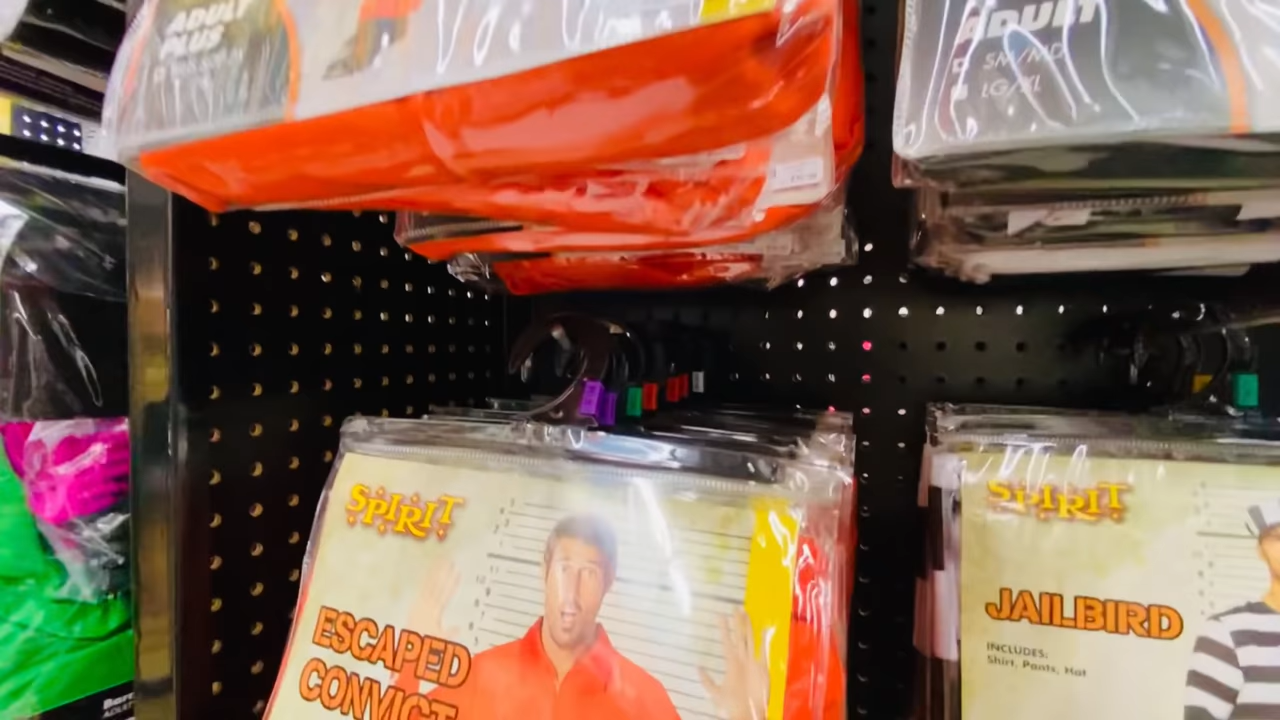 ADULT
PLUS
ADULT
SM/MD
LG/XL
SPIRIT
ESCAPED
CONVICT
SPIRIT
JAILBIRD
INCLUDES:
Shirt, Pants, Hat